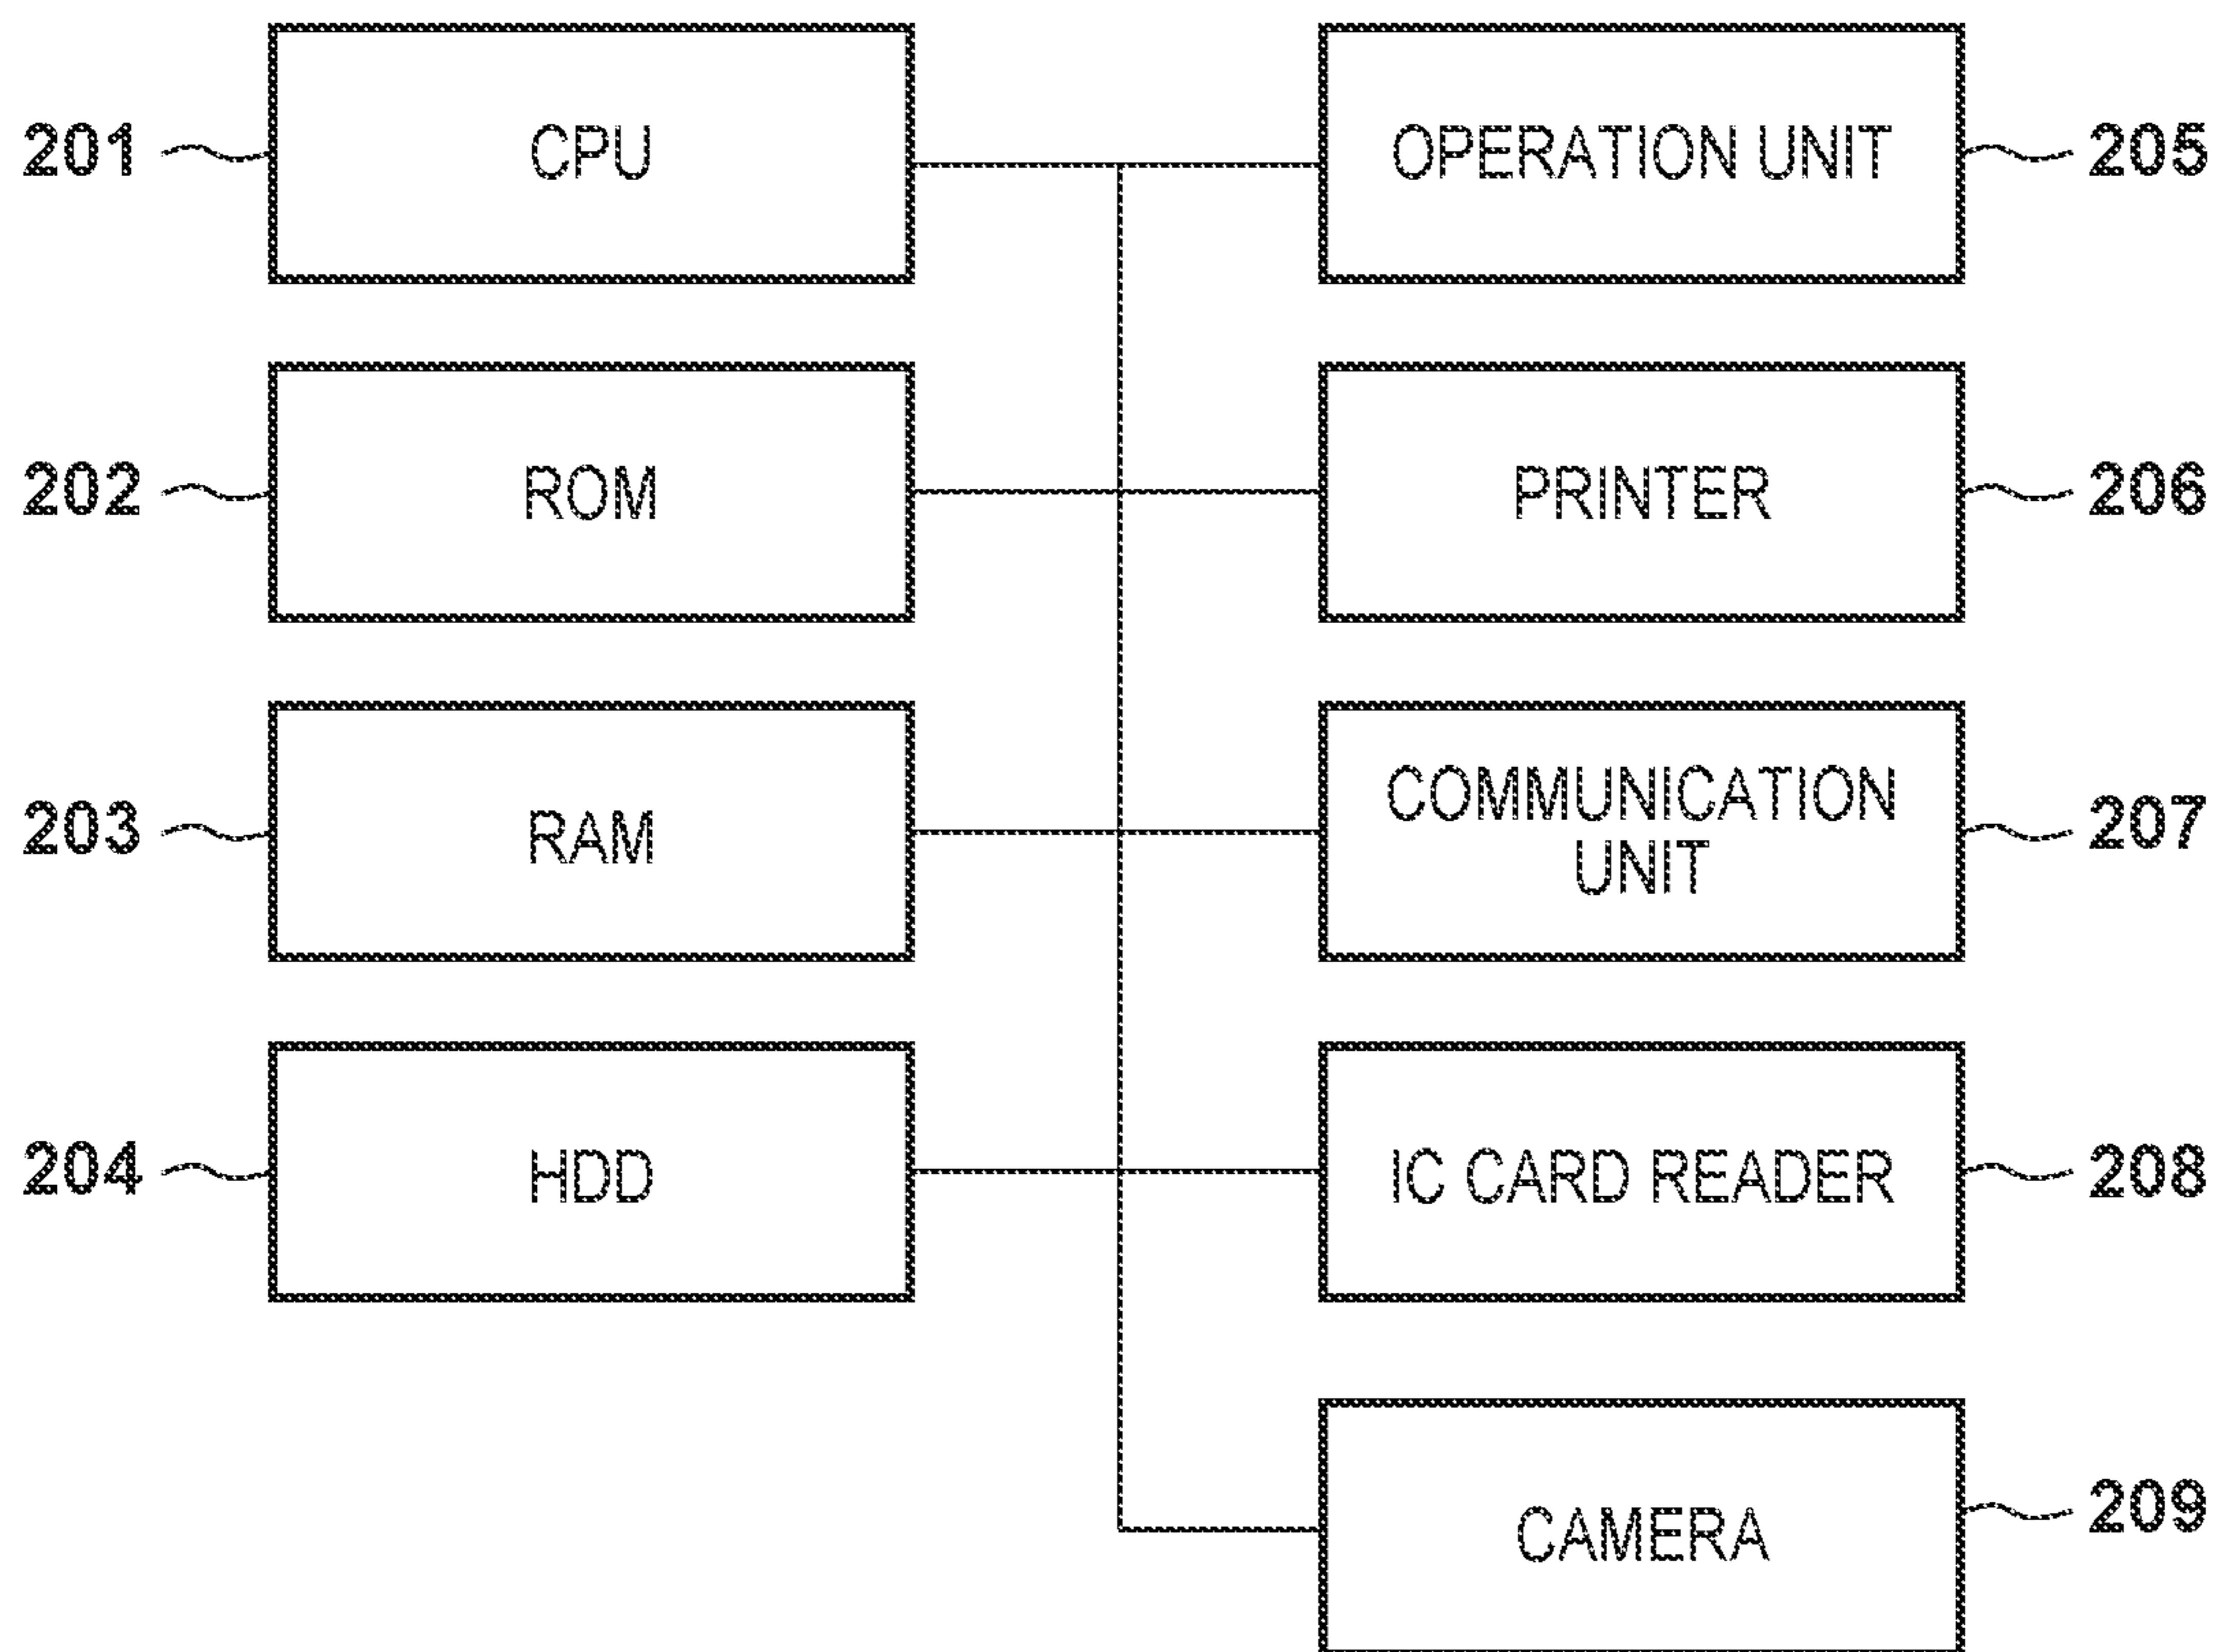 201
CPU
OPERATION UNIT
205
202
ROM
PRINTER
206
203
RAM
COMMUNICATION
UNIT
207
204
HDD
IC CARD READER
208
CAMERA
209